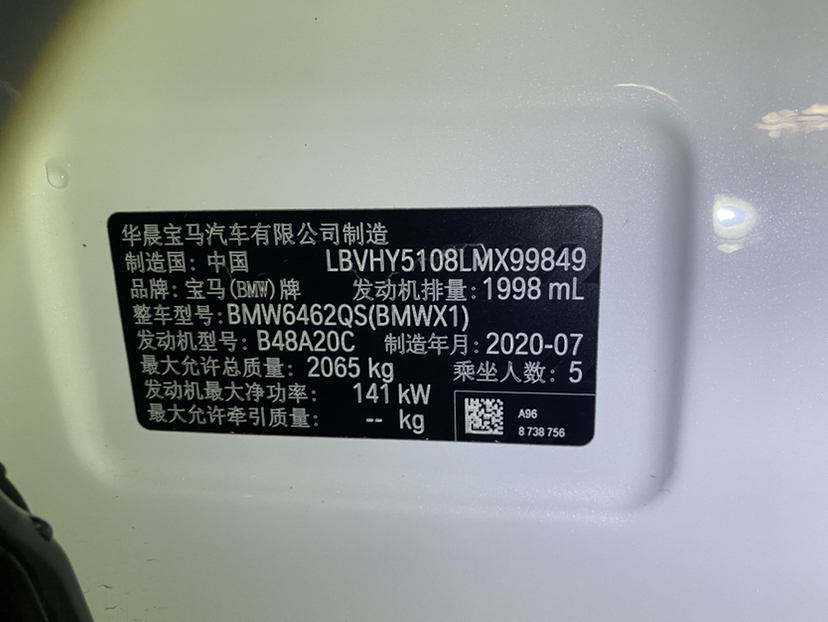 华晨宝马汽车有限公司制造
制造国：中国 LBVHY5108LMX99849
品牌：宝马(BMW)牌 发动机排量：1998 mL
整车型号：BMW6462QS(BMWX1)
发动机型号：B48A20C 制造年月：2020-07
最大允许总质量：2065 kg 乘坐人数：5
发动机最大净功率：141 kW
最大允许牵引质量：-- kg
A96
8 738 756